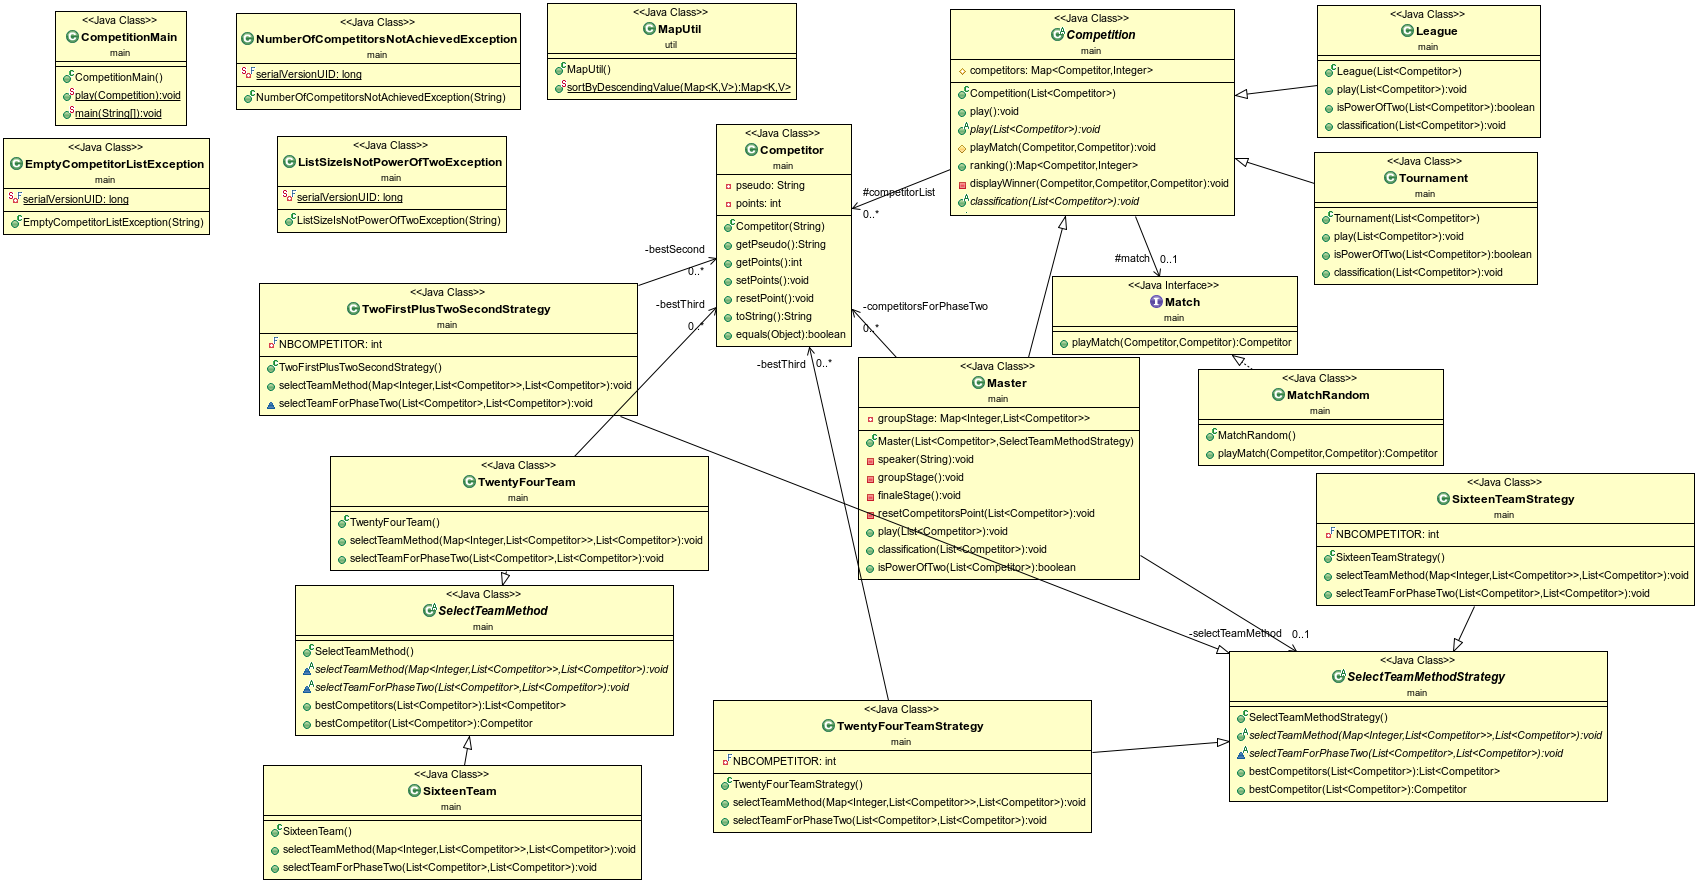 <<Java Class>>
CompetitionMain
main
CompetitionMain()
play(Competition):void
main(String[]):void
<<Java Class>>
NumberOfCompetitorsNotAchievedException
main
serialVersionUID: long
NumberOfCompetitorsNotAchievedException(String)
<<Java Class>>
MapUtil
util
MapUtil()
sortByDescendingValue(Map<K,V>):Map<K,V>
<<Java Class>>
Competition
main
competitors: Map<Competitor,Integer>
Competition(List<Competitor>)
play():void
play(List<Competitor>):void
playMatch(Competitor,Competitor):void
ranking():Map<Competitor,Integer>
displayWinner(Competitor,Competitor,Competitor):void
classification(List<Competitor>):void
<<Java Class>>
League
main
League(List<Competitor>)
play(List<Competitor>):void
isPowerOfTwo(List<Competitor>):boolean
classification(List<Competitor>):void
<<Java Class>>
EmptyCompetitorListException
main
serialVersionUID: long
EmptyCompetitorListException(String)
<<Java Class>>
ListSizeIsNotPowerOfTwoException
main
serialVersionUID: long
ListSizeIsNotPowerOfTwoException(String)
<<Java Class>>
Competitor
main
pseudo: String
points: int
Competitor(String)
getPseudo():String
getPoints():int
setPoints():void
resetPoint():void
toString():String
equals(Object):boolean
#competitorList
0..*
<<Java Class>>
Tournament
main
Tournament(List<Competitor>)
play(List<Competitor>):void
isPowerOfTwo(List<Competitor>):boolean
classification(List<Competitor>):void
-bestSecond
0..*
#match
0..1
<<Java Interface>>
Match
main
playMatch(Competitor,Competitor):Competitor
<<Java Class>>
TwoFirstPlusTwoSecondStrategy
main
NBCOMPETITOR: int
TwoFirstPlusTwoSecondStrategy()
selectTeamMethod(Map<Integer,List<Competitor>>,List<Competitor>):void
selectTeamForPhaseTwo(List<Competitor>,List<Competitor>):void
-bestThird
0..*
-competitorsForPhaseTwo
0..*
-bestThird
0..*
<<Java Class>>
Master
main
groupStage: Map<Integer,List<Competitor>>
Master(List<Competitor>,SelectTeamMethodStrategy)
speaker(String):void
groupStage():void
finaleStage():void
resetCompetitorsPoint(List<Competitor>):void
play(List<Competitor>):void
classification(List<Competitor>):void
isPowerOfTwo(List<Competitor>):boolean
<<Java Class>>
MatchRandom
main
MatchRandom()
playMatch(Competitor,Competitor):Competitor
<<Java Class>>
TwentyFourTeam
main
TwentyFourTeam()
selectTeamMethod(Map<Integer,List<Competitor>>,List<Competitor>):void
selectTeamForPhaseTwo(List<Competitor>,List<Competitor>):void
<<Java Class>>
SixteenTeamStrategy
main
NBCOMPETITOR: int
SixteenTeamStrategy()
selectTeamMethod(Map<Integer,List<Competitor>>,List<Competitor>):void
selectTeamForPhaseTwo(List<Competitor>,List<Competitor>):void
<<Java Class>>
SelectTeamMethod
main
SelectTeamMethod()
selectTeamMethod(Map<Integer,List<Competitor>>,List<Competitor>):void
selectTeamForPhaseTwo(List<Competitor>,List<Competitor>):void
bestCompetitors(List<Competitor>):List<Competitor>
bestCompetitor(List<Competitor>):Competitor
-selectTeamMethod
0..1
<<Java Class>>
SelectTeamMethodStrategy
main
SelectTeamMethodStrategy()
selectTeamMethod(Map<Integer,List<Competitor>>,List<Competitor>):void
selectTeamForPhaseTwo(List<Competitor>,List<Competitor>):void
bestCompetitors(List<Competitor>):List<Competitor>
bestCompetitor(List<Competitor>):Competitor
<<Java Class>>
TwentyFourTeamStrategy
main
NBCOMPETITOR: int
TwentyFourTeamStrategy()
selectTeamMethod(Map<Integer,List<Competitor>>,List<Competitor>):void
selectTeamForPhaseTwo(List<Competitor>,List<Competitor>):void
<<Java Class>>
SixteenTeam
main
SixteenTeam()
selectTeamMethod(Map<Integer,List<Competitor>>,List<Competitor>):void
selectTeamForPhaseTwo(List<Competitor>,List<Competitor>):void